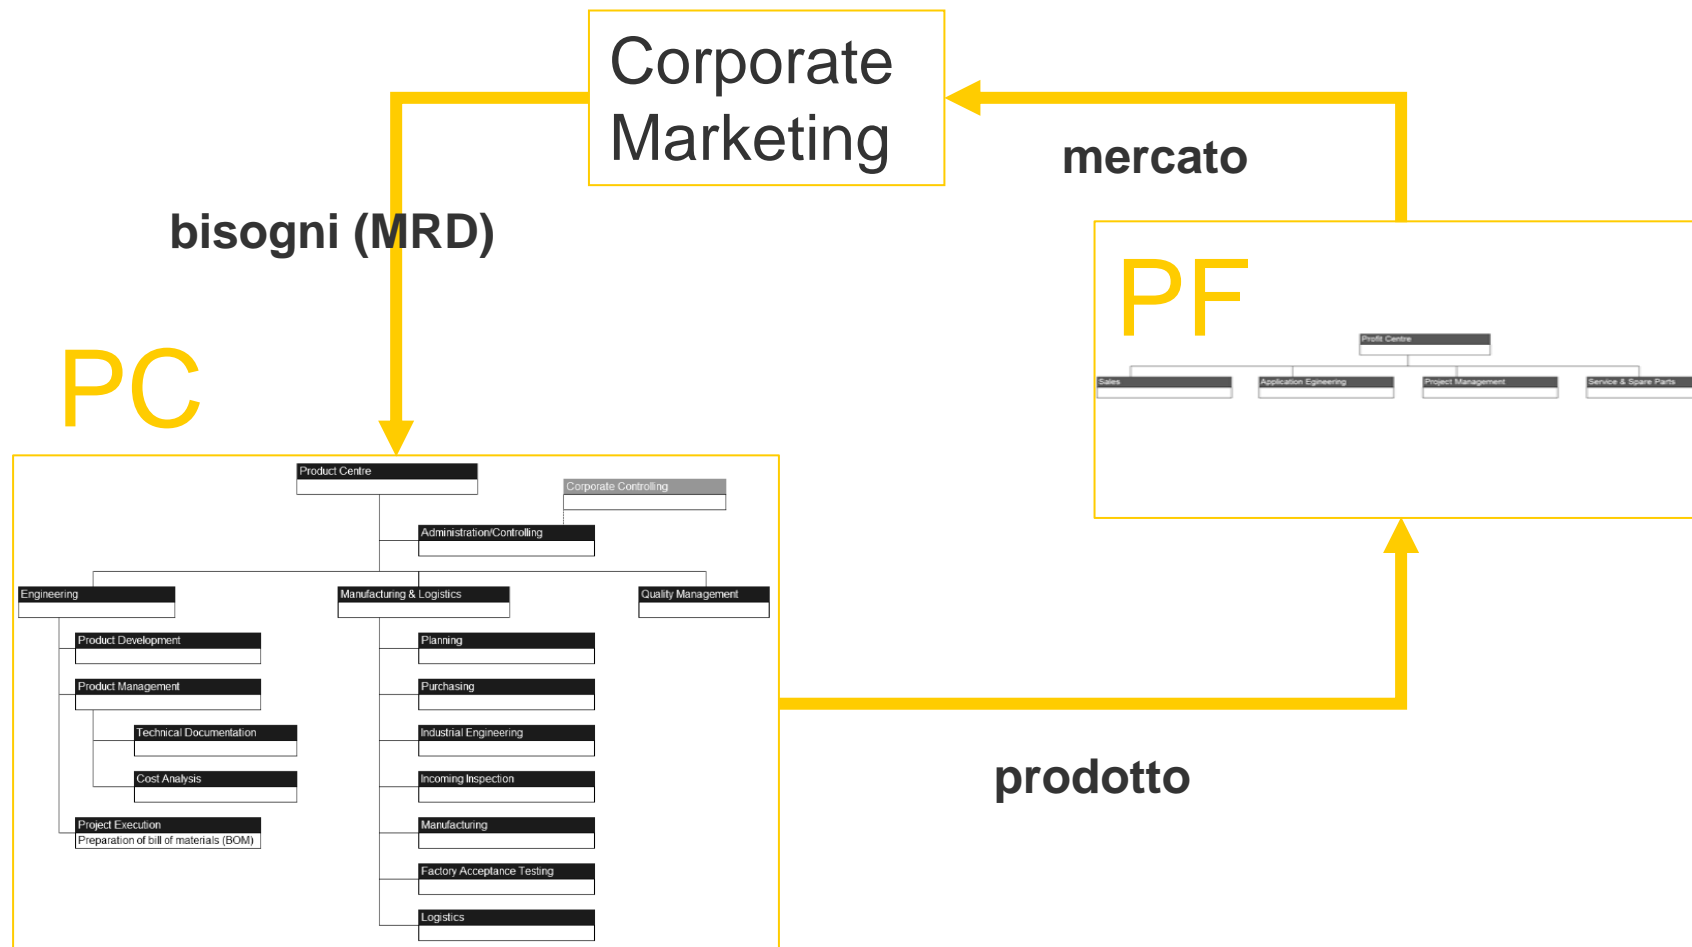 Corporate
Marketing
mercato
bisogni (MRD)
PF
Profit Centre
Sales
Application Egineering
Project Management
Service & Spare Parts
PC
Product Centre
Corporate Controlling
Administration/Controlling
Engineering
Manufacturing & Logistics
Quality Management
Product Development
Planning
Product Management
Purchasing
Technical Documentation
Industrial Engineering
Cost Analysis
Incoming Inspection
Project Execution
Preparation of bill of materials (BOM)
Manufacturing
Factory Acceptance Testing
Logistics
prodotto